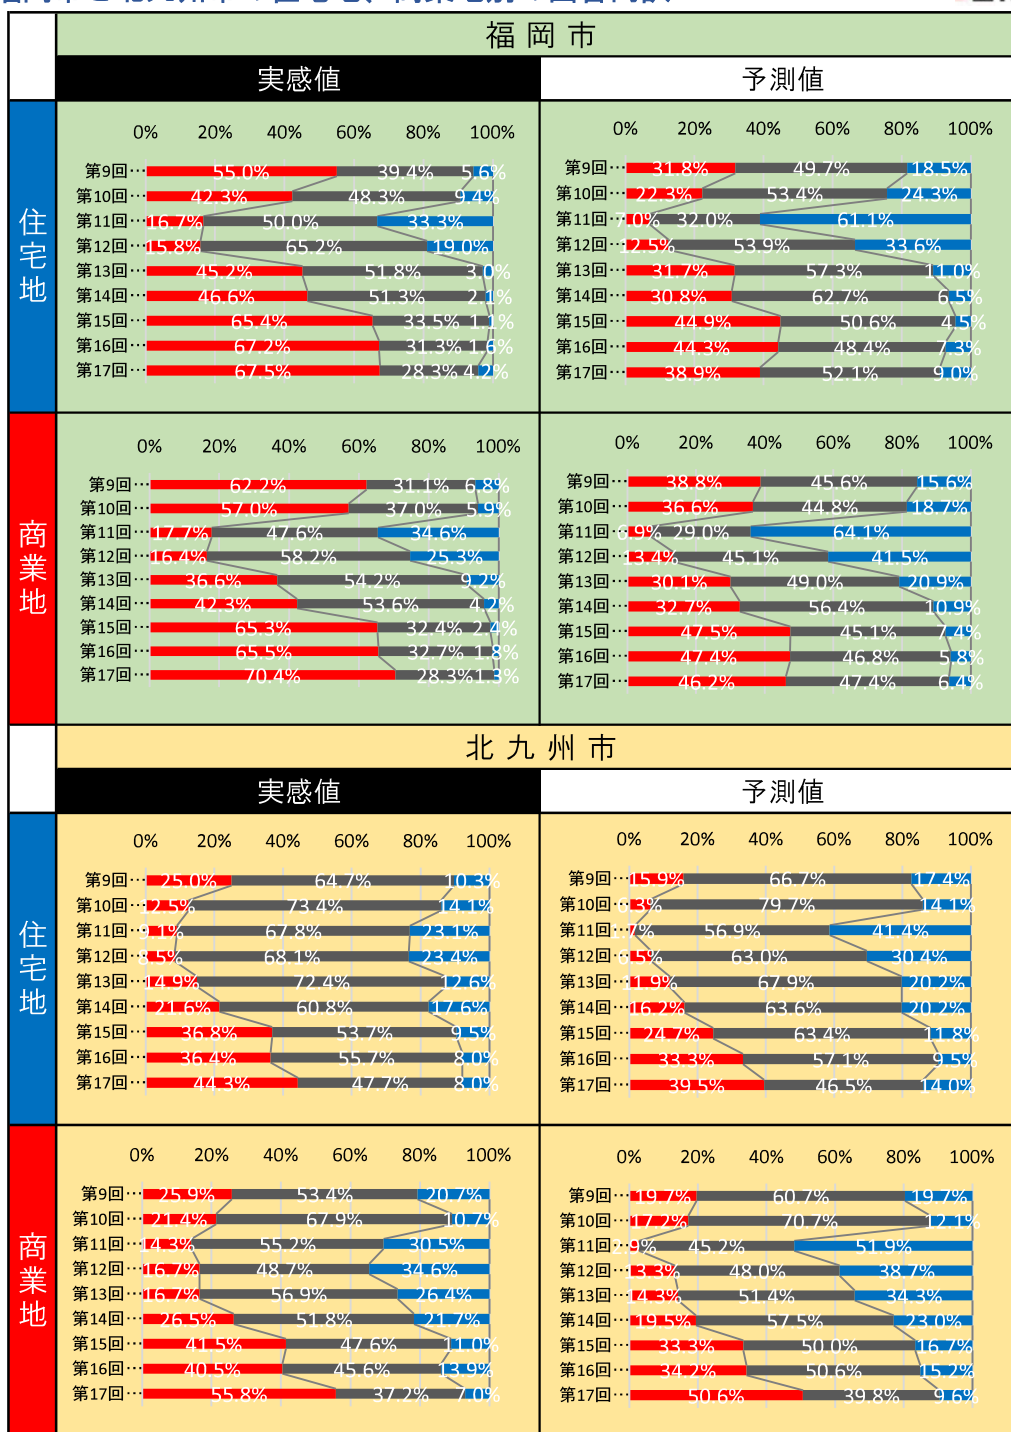 福岡市
実感値 予測値
住宅地
0% 20% 40% 60% 80% 100%
第9回… 55.0% 39.4% 5.6%
第10回… 42.3% 48.3% 9.4%
第11回… 16.7% 50.0% 33.3%
第12回… 15.8% 65.2% 19.0%
第13回… 45.2% 51.8% 3.0%
第14回… 46.6% 51.3% 2.1%
第15回… 65.4% 33.5% 1.1%
第16回… 67.2% 31.3% 1.6%
第17回… 67.5% 28.3% 4.2%
0% 20% 40% 60% 80% 100%
第9回… 31.8% 49.7% 18.5%
第10回… 22.3% 53.4% 24.3%
第11回… 32.0% 61.1%
第12回… 12.5% 53.9% 33.6%
第13回… 31.7% 57.3% 11.0%
第14回… 30.8% 62.7% 6.5%
第15回… 44.9% 50.6% 4.5%
第16回… 44.3% 48.4% 7.3%
第17回… 38.9% 52.1% 9.0%
商業地
0% 20% 40% 60% 80% 100%
第9回… 62.2% 31.1% 6.8%
第10回… 57.0% 37.0% 5.9%
第11回… 17.7% 47.6% 34.6%
第12回… 16.4% 58.2% 25.3%
第13回… 36.6% 54.2% 9.2%
第14回… 42.3% 53.6% 4.2%
第15回… 65.3% 32.4% 2.4%
第16回… 65.5% 32.7% 1.8%
第17回… 70.4% 28.3% 1.3%
0% 20% 40% 60% 80% 100%
第9回… 38.8% 45.6% 15.6%
第10回… 36.6% 44.8% 18.7%
第11回… 6.9% 29.0% 64.1%
第12回… 13.4% 45.1% 41.5%
第13回… 30.1% 49.0% 20.9%
第14回… 32.7% 56.4% 10.9%
第15回… 47.5% 45.1% 7.4%
第16回… 47.4% 46.8% 5.8%
第17回… 46.2% 47.4% 6.4%
北九州市
実感値 予測値
住宅地
0% 20% 40% 60% 80% 100%
第9回… 25.0% 64.7% 10.3%
第10回… 12.5% 73.4% 14.1%
第11回… 9.1% 67.8% 23.1%
第12回… 8.5% 68.1% 23.4%
第13回… 14.9% 72.4% 12.6%
第14回… 21.6% 60.8% 17.6%
第15回… 36.8% 53.7% 9.5%
第16回… 36.4% 55.7% 8.0%
第17回… 44.3% 47.7% 8.0%
0% 20% 40% 60% 80% 100%
第9回… 15.9% 66.7% 17.4%
第10回… 6.3% 79.7% 14.1%
第11回… 56.9% 41.4%
第12回… 6.5% 63.0% 30.4%
第13回… 11.9% 67.9% 20.2%
第14回… 16.2% 63.6% 20.2%
第15回… 24.7% 63.4% 11.8%
第16回… 33.3% 57.1% 9.5%
第17回… 39.5% 46.5% 14.0%
商業地
0% 20% 40% 60% 80% 100%
第9回… 25.9% 53.4% 20.7%
第10回… 21.4% 67.9% 10.7%
第11回… 14.3% 55.2% 30.5%
第12回… 16.7% 48.7% 34.6%
第13回… 16.7% 56.9% 26.4%
第14回… 26.5% 51.8% 21.7%
第15回… 41.5% 47.6% 11.0%
第16回… 40.5% 45.6% 13.9%
第17回… 55.8% 37.2% 7.0%
0% 20% 40% 60% 80% 100%
第9回… 19.7% 60.7% 19.7%
第10回… 17.2% 70.7% 12.1%
第11回… 2.9% 45.2% 51.9%
第12回… 13.3% 48.0% 38.7%
第13回… 14.3% 51.4% 34.3%
第14回… 19.5% 57.5% 23.0%
第15回… 33.3% 50.0% 16.7%
第16回… 34.2% 50.6% 15.2%
第17回… 50.6% 39.8% 9.6%